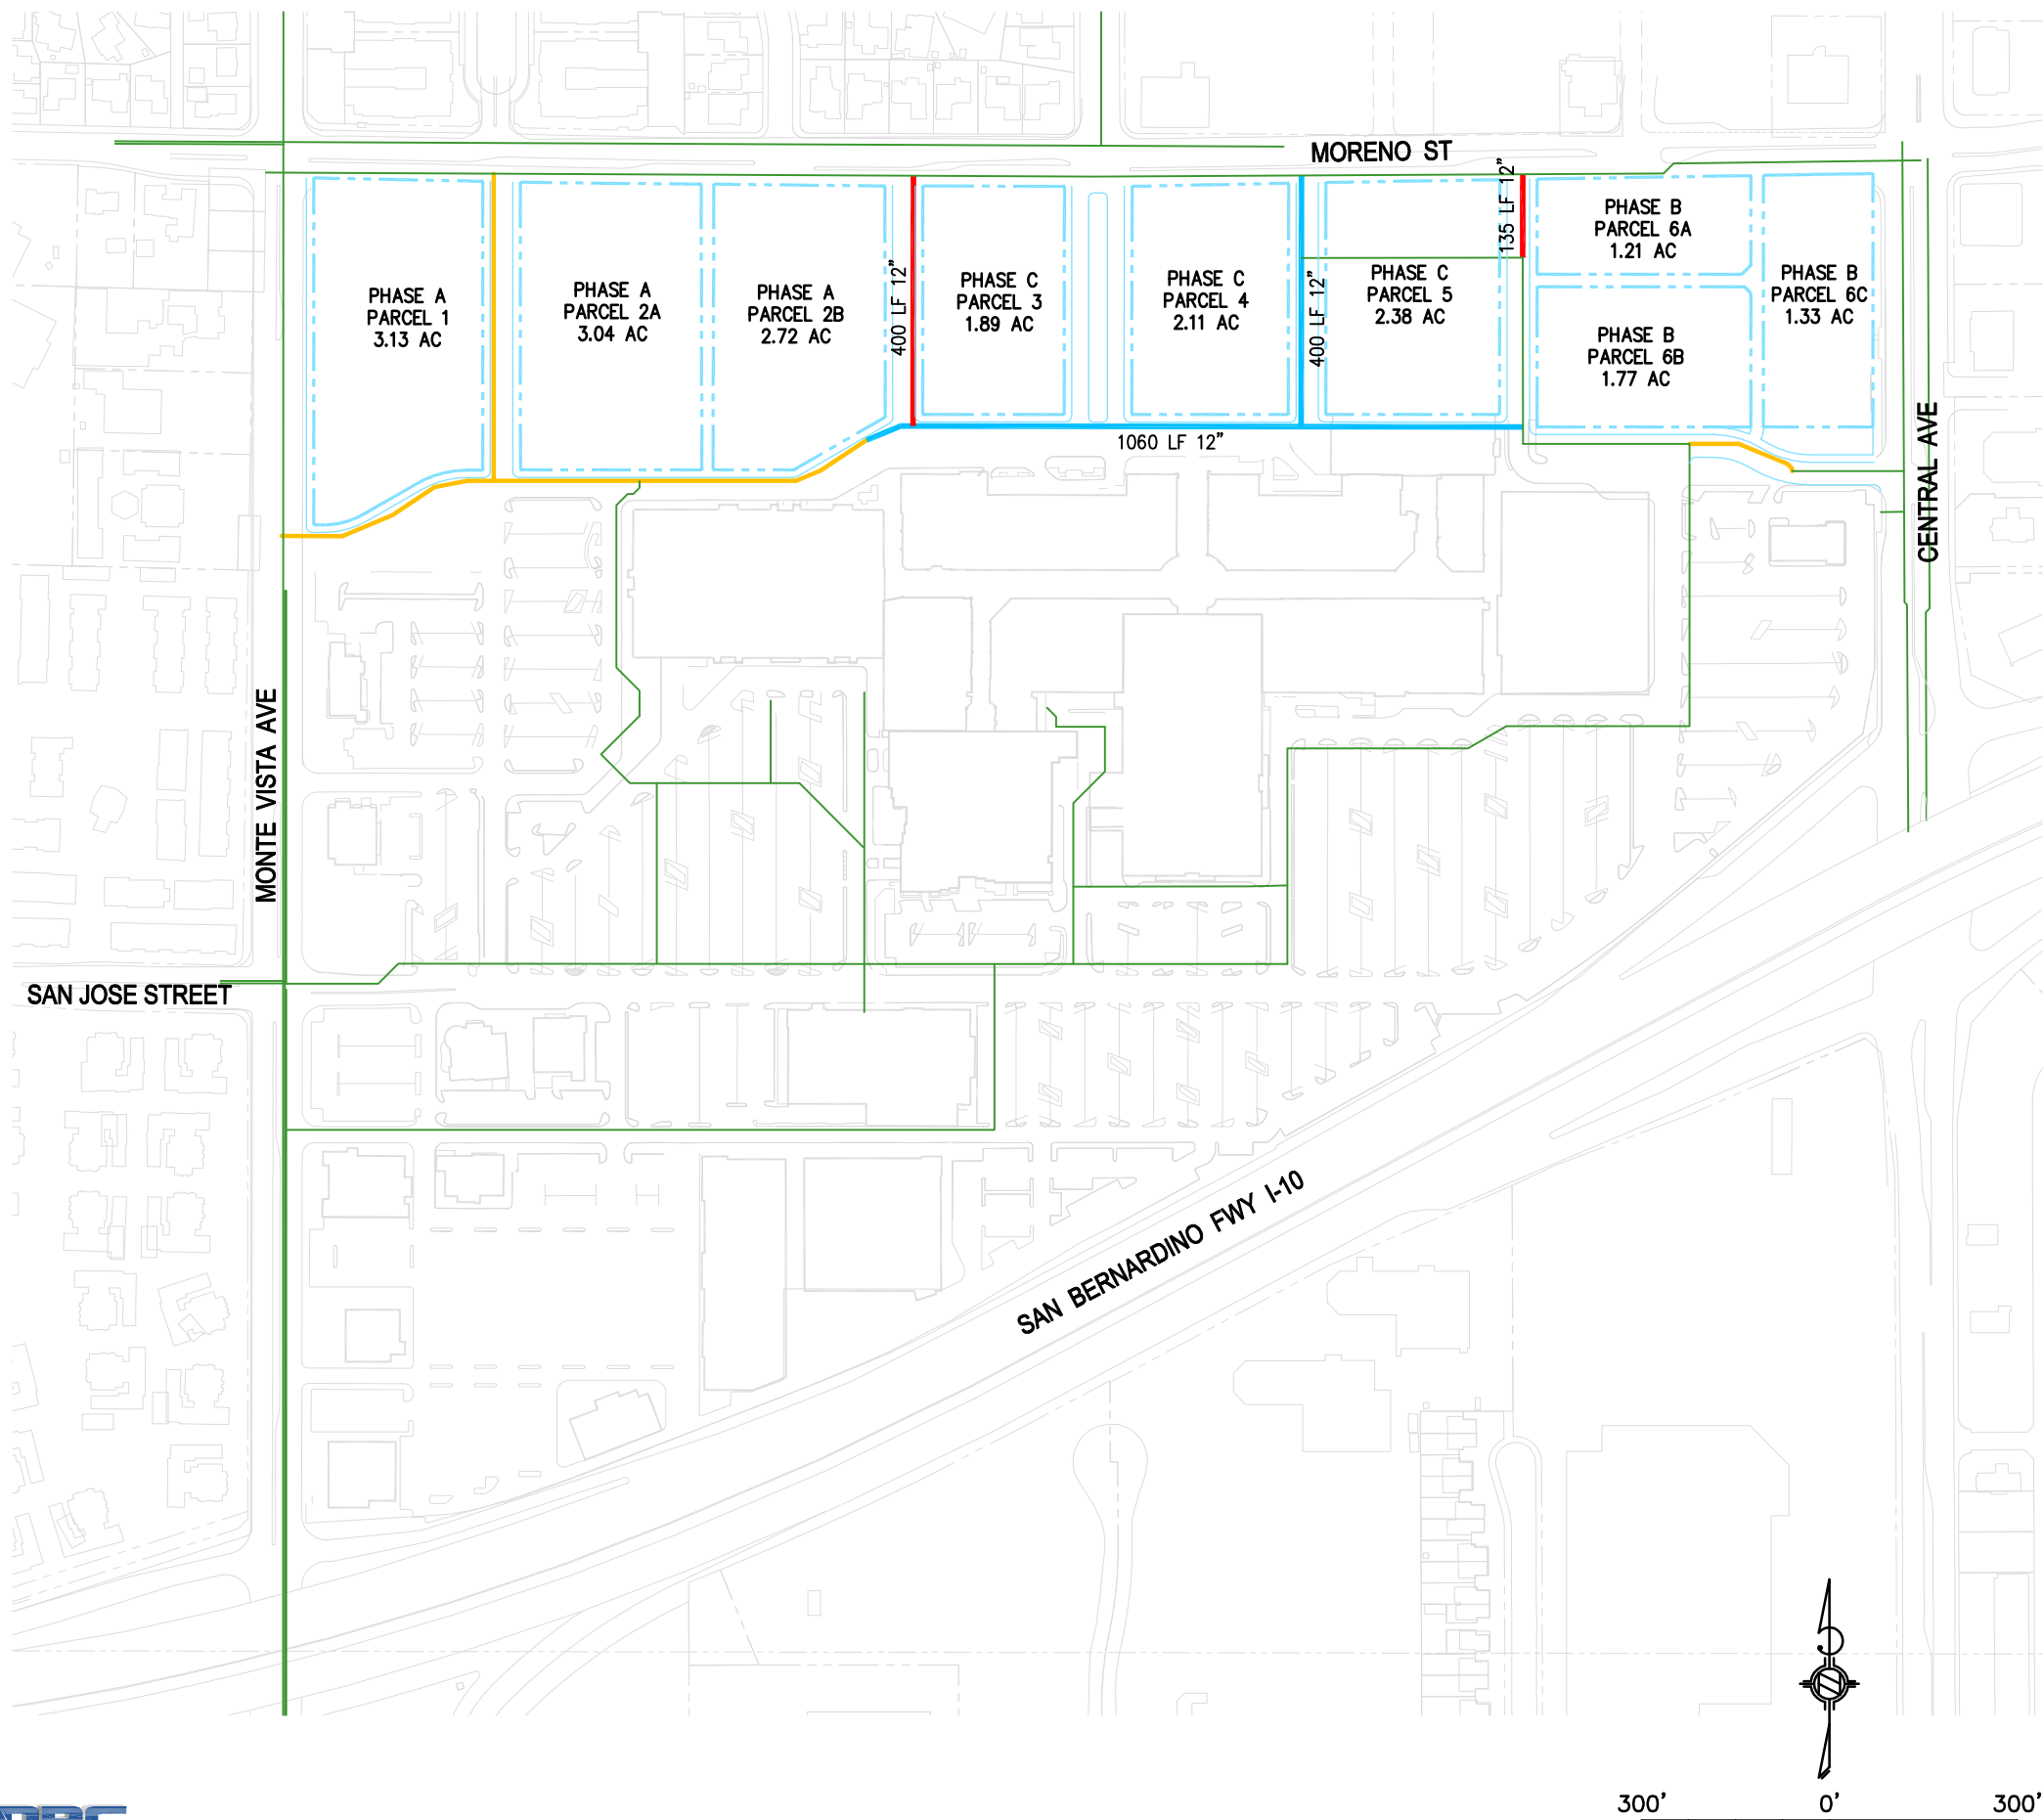 MORENO ST
135 LF 12"
PHASE B
PARCEL 6A
1.21 AC
PHASE A
PARCEL 1
3.13 AC
PHASE A
PARCEL 2A
3.04 AC
PHASE A
PARCEL 2B
2.72 AC
400 LF 12"
PHASE C
PARCEL 3
1.89 AC
PHASE C
PARCEL 4
2.11 AC
400 LF 12"
PHASE C
PARCEL 5
2.38 AC
PHASE B
PARCEL 6C
1.33 AC
PHASE B
PARCEL 6B
1.77 AC
1060 LF 12"
CENTRAL AVE
MONTE VISTA AVE
SAN JOSE STREET
SAN BERNARDINO FWY I-10
300' 0' 300'